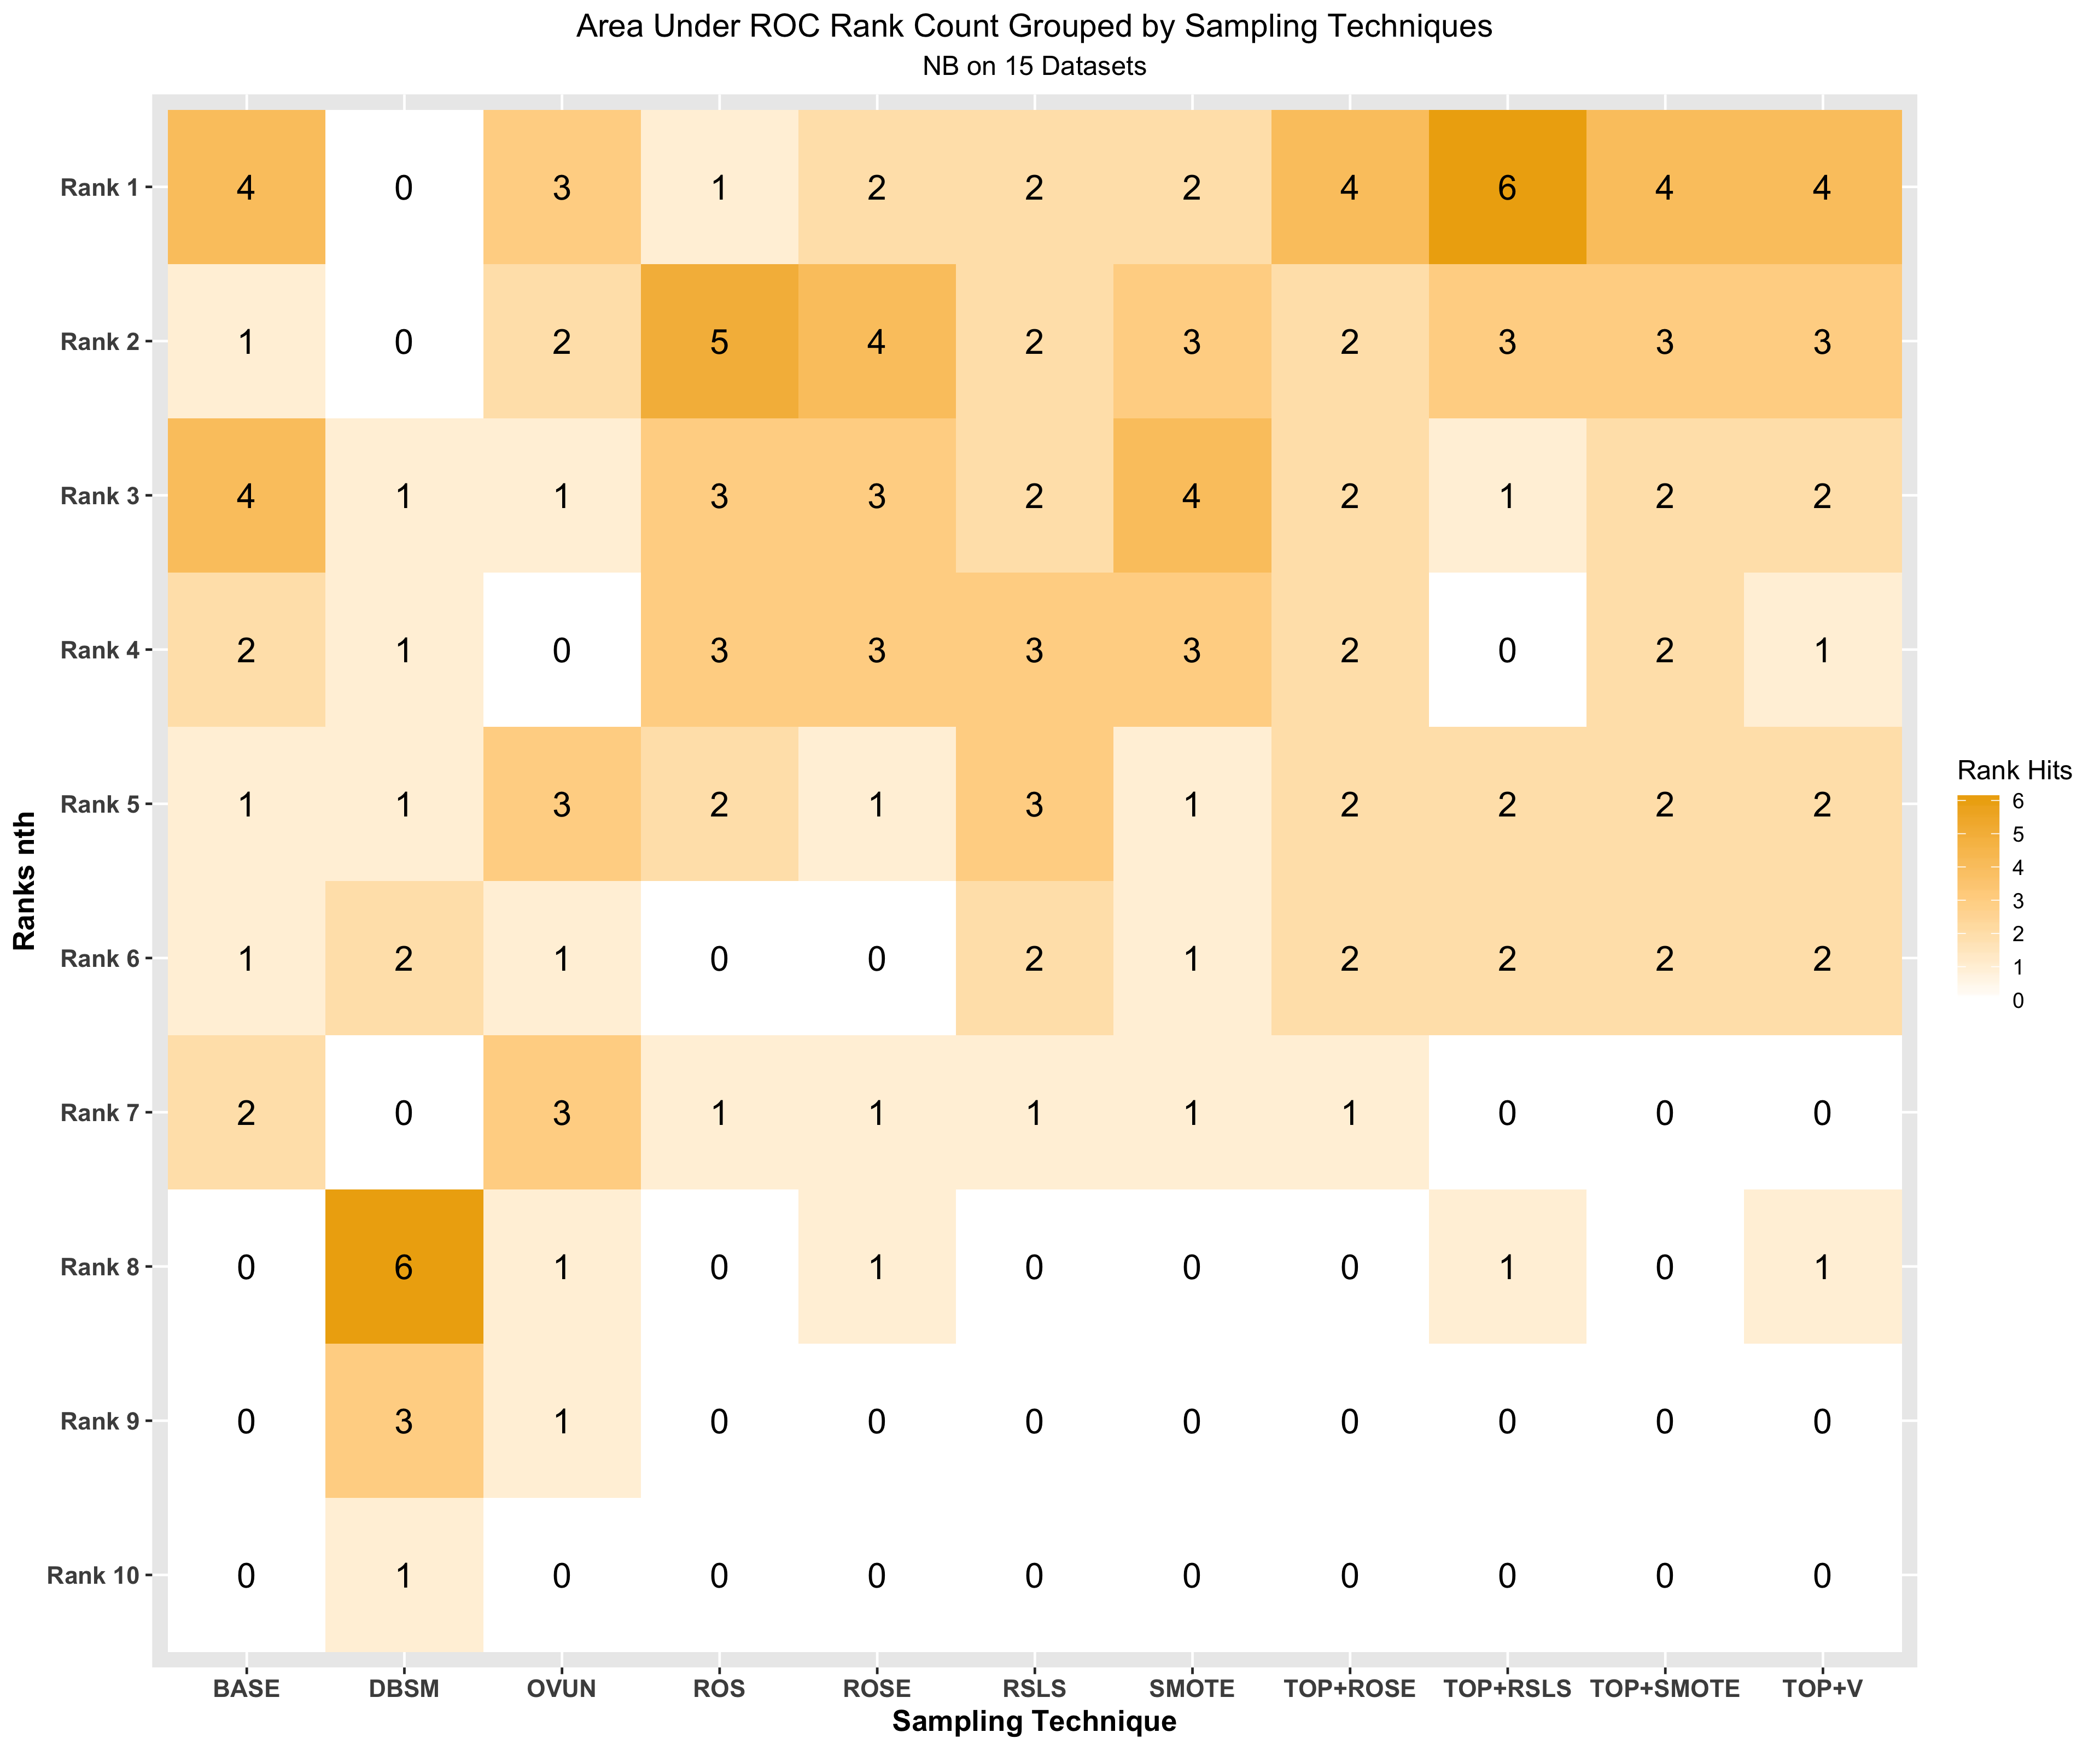 Area Under ROC Rank Count Grouped by Sampling Techniques
NB on 15 Datasets
Rank 1 4 0 3 1 2 2 2 4 6 4 4
Rank 2 1 0 2 5 4 2 3 2 3 3 3
Rank 3 4 1 1 3 3 2 4 2 1 2 2
Rank 4 2 1 0 3 3 3 3 2 0 2 1
Rank 5 1 1 3 2 1 3 1 2 2 2 2
Rank 6 1 2 1 0 0 2 1 2 2 2 2
Rank 7 2 0 3 1 1 1 1 1 0 0 0
Rank 8 0 6 1 0 1 0 0 0 1 0 1
Rank 9 0 3 1 0 0 0 0 0 0 0 0
Rank 10 0 1 0 0 0 0 0 0 0 0 0
BASE DBSM OVUN ROS ROSE RSLS SMOTE TOP+ROSE TOP+RSLS TOP+SMOTE TOP+V
Sampling Technique
Ranks nth
Rank Hits
6
5
4
3
2
1
0